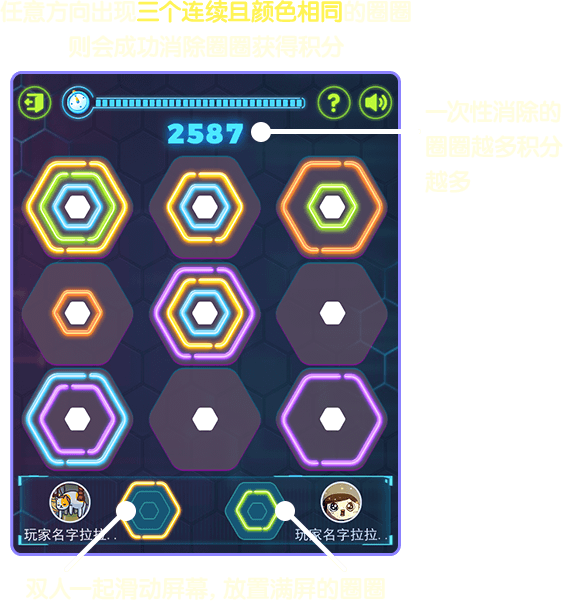 任意方向出现三个连续且颜色相同的圈圈
则会成功消除圈圈获得积分
?
2587
一次性消除的
圈圈越多积分
越多
玩家名字拉拉..
玩家名字拉拉..
双人一起滑动屏幕, 放置满屏的圈圈